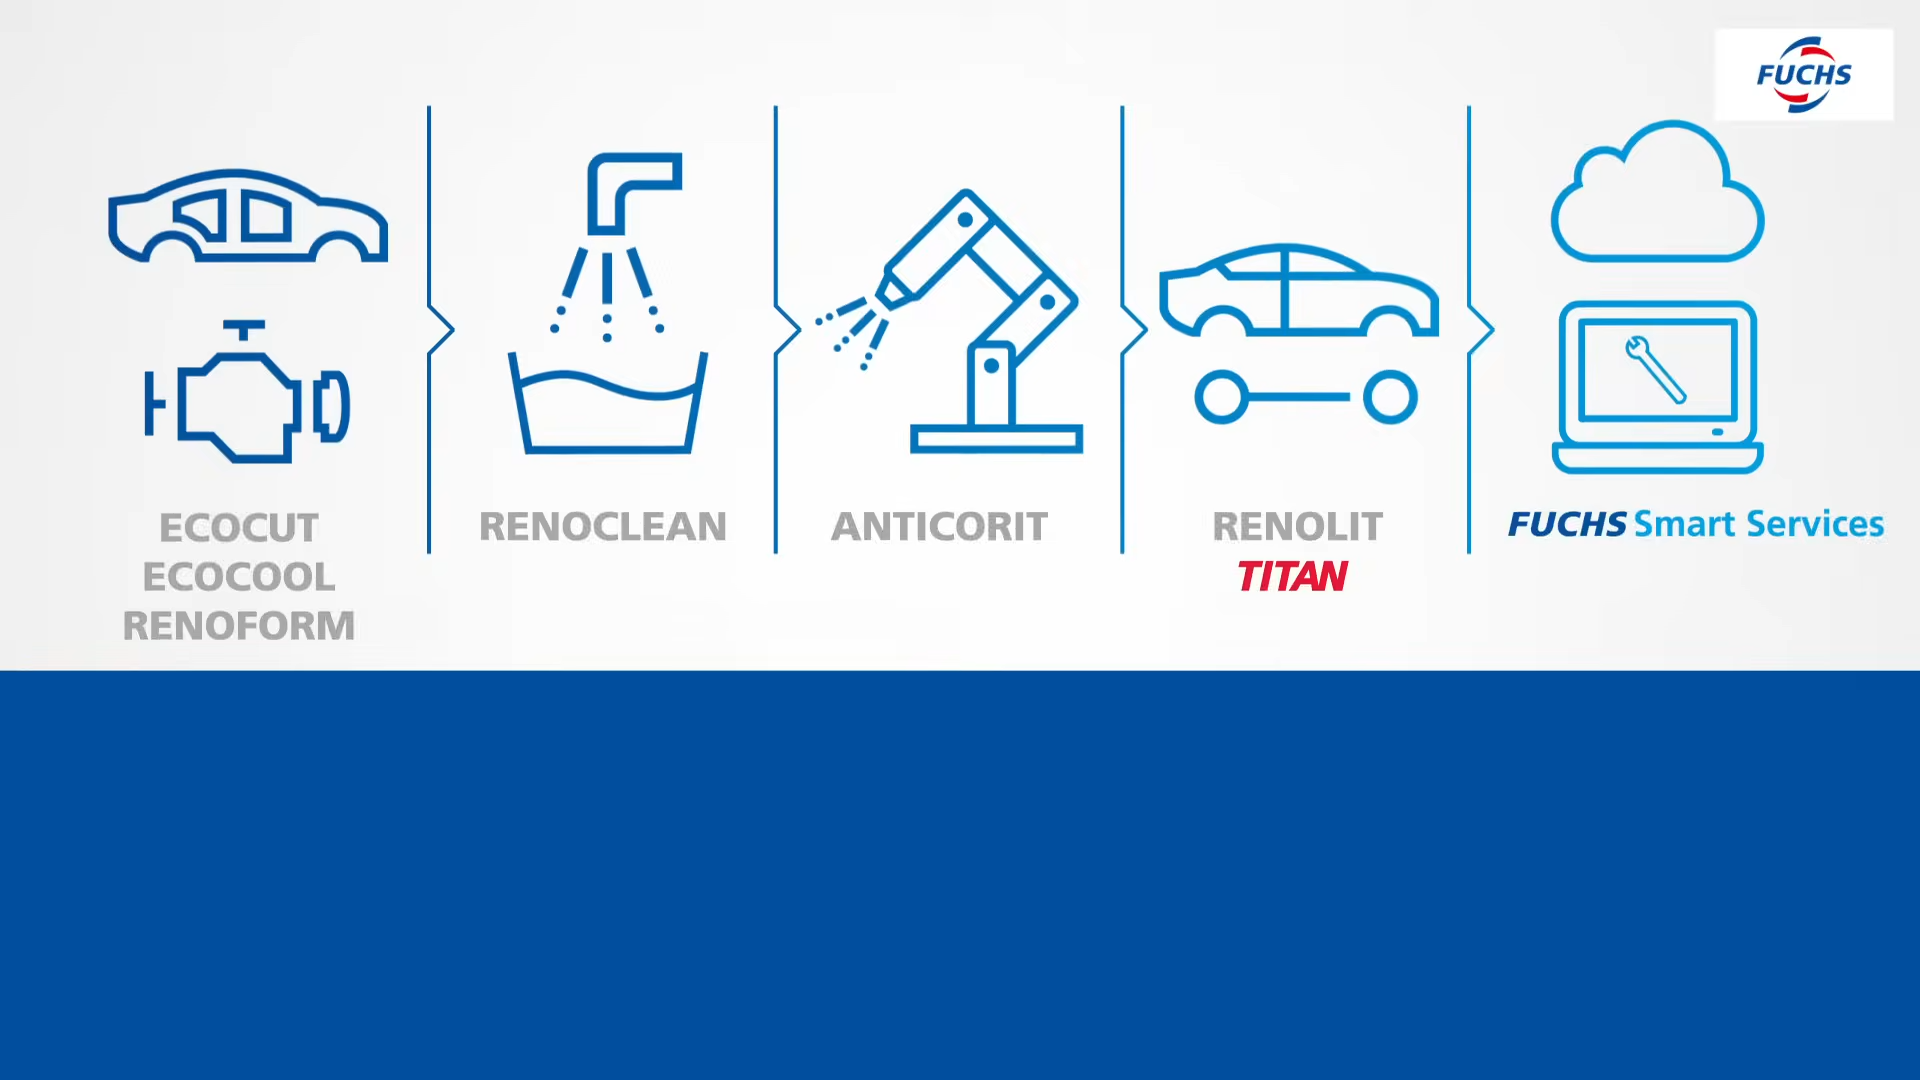 FUCHS
ECOCUT
ECOCOOL
RENOFORM
RENOCLEAN
ANTICORIT
RENOLIT
TITAN
FUCHS Smart Services